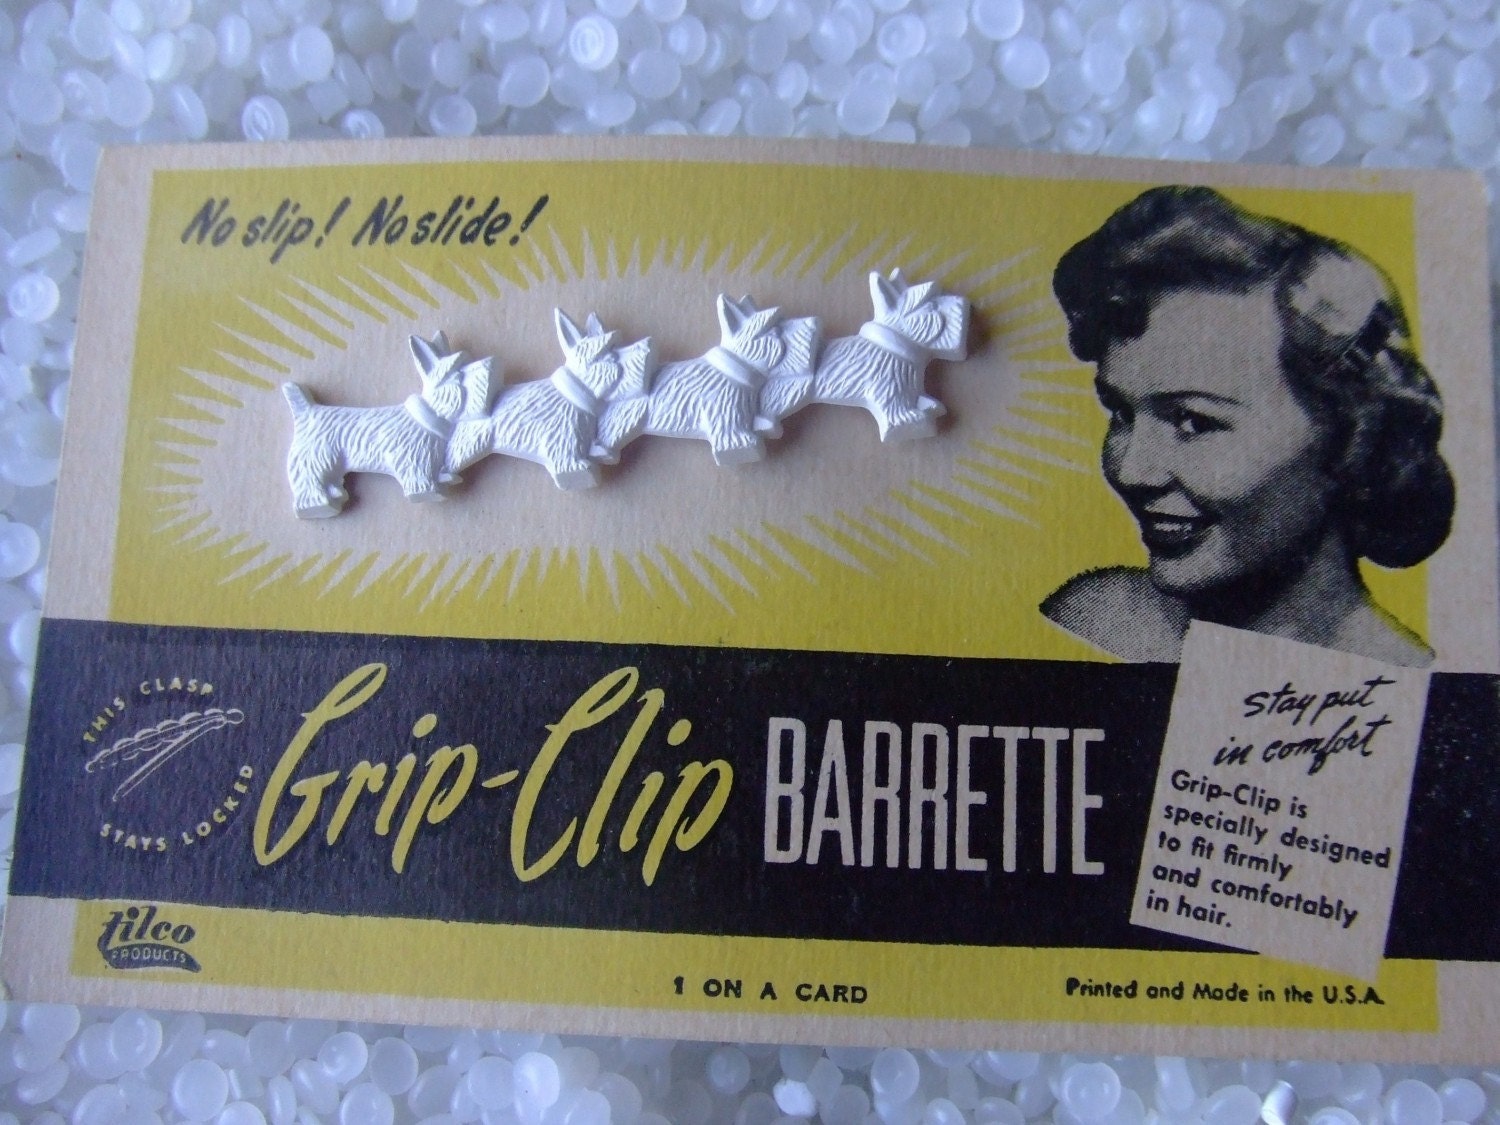 No slip! No slide!
THIS CLASP
STAYS LOCKED
Grip-Clip BARRETTE
stay put
in comfort
Grip-Clip is
specially designed
to fit firmly
and comfortably
in hair.
tilco
PRODUCTS
1 ON A CARD
Printed and Made in the U.S.A.